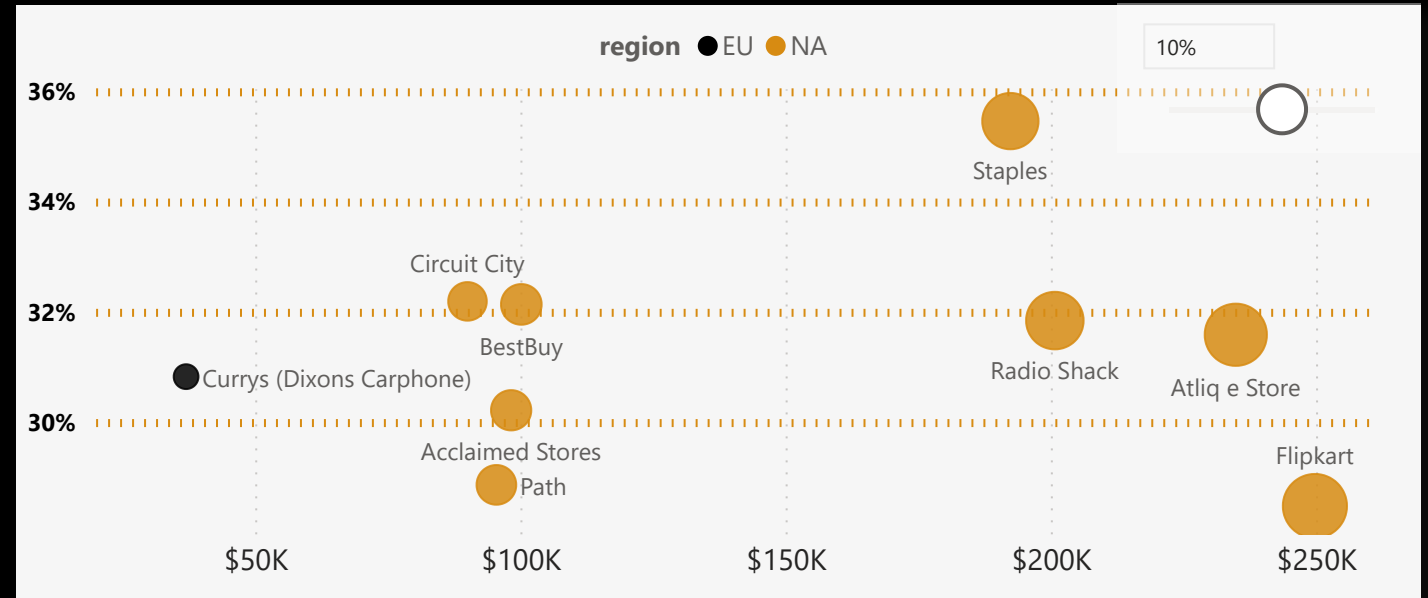 region EU NA
10%
36%
Staples
34%
Circuit City
32%
BestBuy
Radio Shack
Currys (Dixons Carphone)
Atliq e Store
30%
Acclaimed Stores
Flipkart
Path
$50K $100K $150K $200K $250K